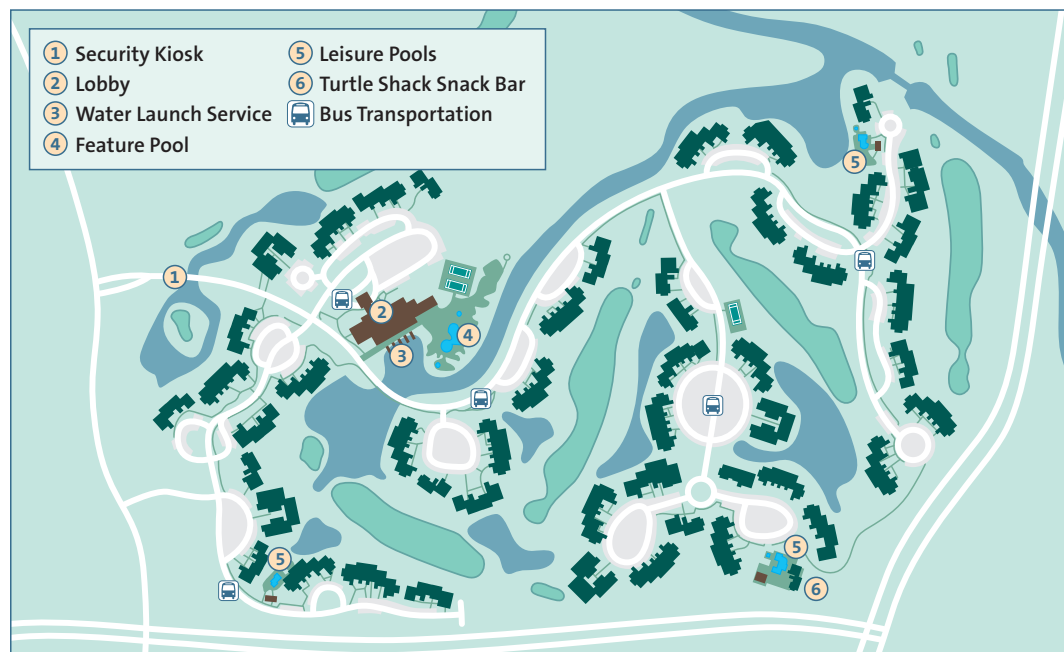 1 Security Kiosk
2 Lobby
3 Water Launch Service
4 Feature Pool
5 Leisure Pools
6 Turtle Shack Snack Bar
Bus Transportation
5
1
2
4
3
5
5
6